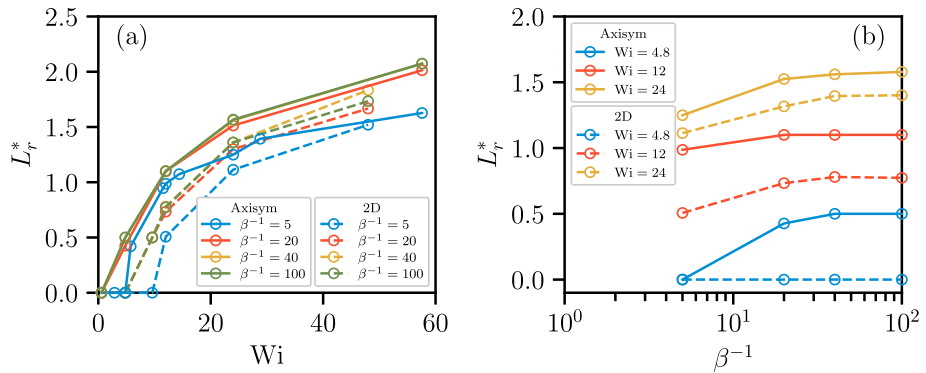 (a)
L*r
2.5
2.0
1.5
1.0
0.5
0.0
0
20
40
60
Wi
Axisym
β⁻¹ = 5
β⁻¹ = 20
β⁻¹ = 40
β⁻¹ = 100
2D
β⁻¹ = 5
β⁻¹ = 20
β⁻¹ = 40
β⁻¹ = 100
(b)
L*r
2.0
1.5
1.0
0.5
0.0
10⁰
10¹
10²
β⁻¹
Axisym
Wi = 4.8
Wi = 12
Wi = 24
2D
Wi = 4.8
Wi = 12
Wi = 24